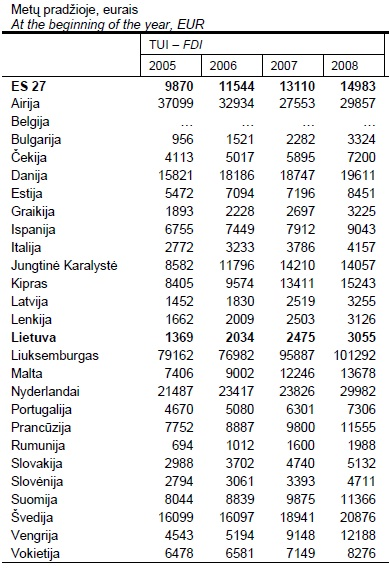 Metų pradžioje, eurais
At the beginning of the year, EUR
TUI – FDI
2005 2006 2007 2008
ES 27 9870 11544 13110 14983
Airija 37099 32934 27553 29857
Belgija … … … …
Bulgarija 956 1521 2282 3324
Čekija 4113 5017 5895 7200
Danija 15821 18186 18747 19611
Estija 5472 7094 7196 8451
Graikija 1893 2228 2697 3225
Ispanija 6755 7449 7912 9043
Italija 2772 3233 3786 4157
Jungtinė Karalystė 8582 11796 14210 14057
Kipras 8405 9574 13411 15243
Latvija 1452 1830 2519 3255
Lenkija 1662 2009 2503 3126
Lietuva 1369 2034 2475 3055
Liuksemburgas 79162 76982 95887 101292
Malta 7406 9002 12246 13678
Nyderlandai 21487 23417 23826 29982
Portugalija 4670 5080 6301 7306
Prancūzija 7752 8887 9800 11555
Rumunija 694 1012 1600 1988
Slovakija 2988 3702 4740 5132
Slovėnija 2794 3061 3393 4711
Suomija 8044 8839 9875 11366
Švedija 16099 16097 18941 20876
Vengrija 4543 5194 9148 12188
Vokietija 6478 6581 7149 8276